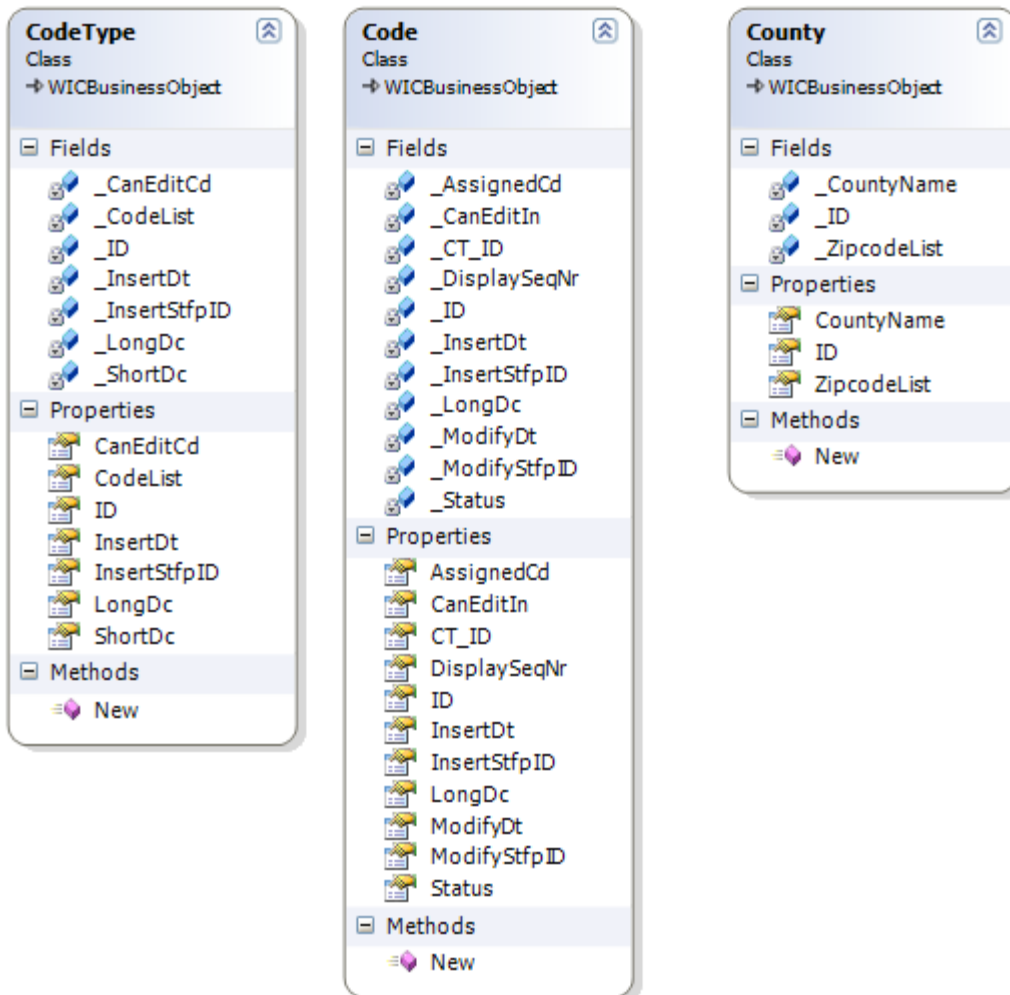 CodeType
Class
WICBusinessObject
Fields
_CanEditCd
_CodeList
_ID
_InsertDt
_InsertStfpID
_LongDc
_ShortDc
Properties
CanEditCd
CodeList
ID
InsertDt
InsertStfpID
LongDc
ShortDc
Methods
New
Code
Class
WICBusinessObject
Fields
_AssignedCd
_CanEditIn
_CT_ID
_DisplaySeqNr
_ID
_InsertDt
_InsertStfpID
_LongDc
_ModifyDt
_ModifyStfpID
_Status
Properties
AssignedCd
CanEditIn
CT_ID
DisplaySeqNr
ID
InsertDt
InsertStfpID
LongDc
ModifyDt
ModifyStfpID
Status
Methods
New
County
Class
WICBusinessObject
Fields
_CountyName
_ID
_ZipcodeList
Properties
CountyName
ID
ZipcodeList
Methods
New